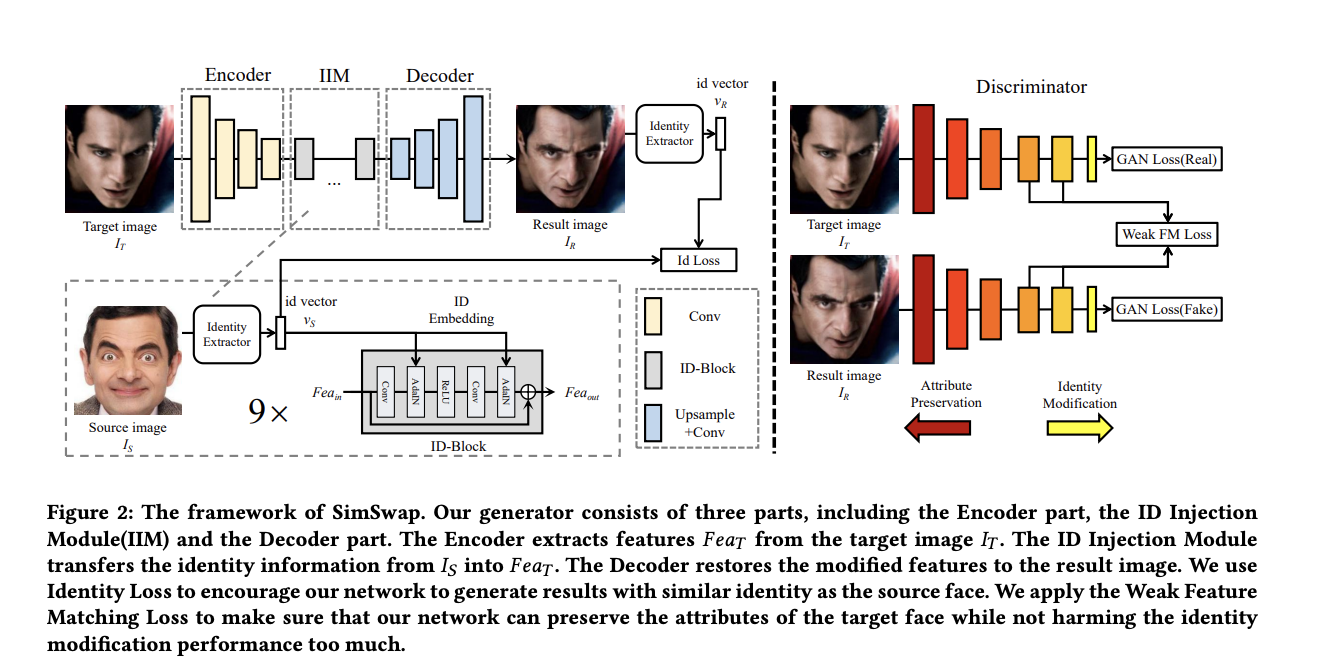 Encoder
IIM
Decoder
id vector
v_R
Identity
Extractor
...
Target image
I_T
Result image
I_R
Id Loss
id vector
v_S
ID
Embedding
Identity
Extractor
Fea_in
Conv
AdaIN
ReLU
Conv
AdaIN
Fea_out
9×
ID-Block
Source image
I_S
Conv
ID-Block
Upsample
+Conv
Discriminator
GAN Loss(Real)
Target image
I_T
Weak FM Loss
GAN Loss(Fake)
Result image
I_R
Attribute
Preservation
Identity
Modification
Figure 2: The framework of SimSwap. Our generator consists of three parts, including the Encoder part, the ID Injection
Module(IIM) and the Decoder part. The Encoder extracts features Fea_T from the target image I_T. The ID Injection Module
transfers the identity information from I_S into Fea_T. The Decoder restores the modified features to the result image. We use
Identity Loss to encourage our network to generate results with similar identity as the source face. We apply the Weak Feature
Matching Loss to make sure that our network can preserve the attributes of the target face while not harming the identity
modification performance too much.